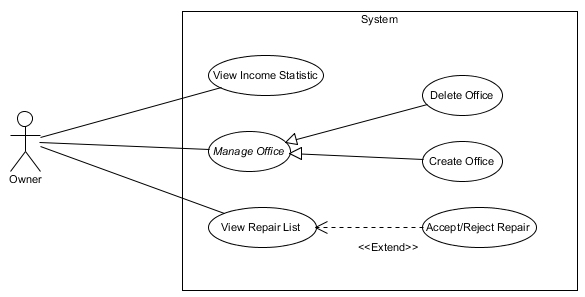 System
View Income Statistic
Delete Office
Manage Office
Create Office
Owner
View Repair List
Accept/Reject Repair
<<Extend>>